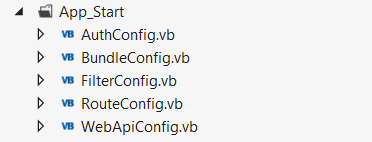 App_Start
VB AuthConfig.vb
VB BundleConfig.vb
VB FilterConfig.vb
VB RouteConfig.vb
VB WebApiConfig.vb